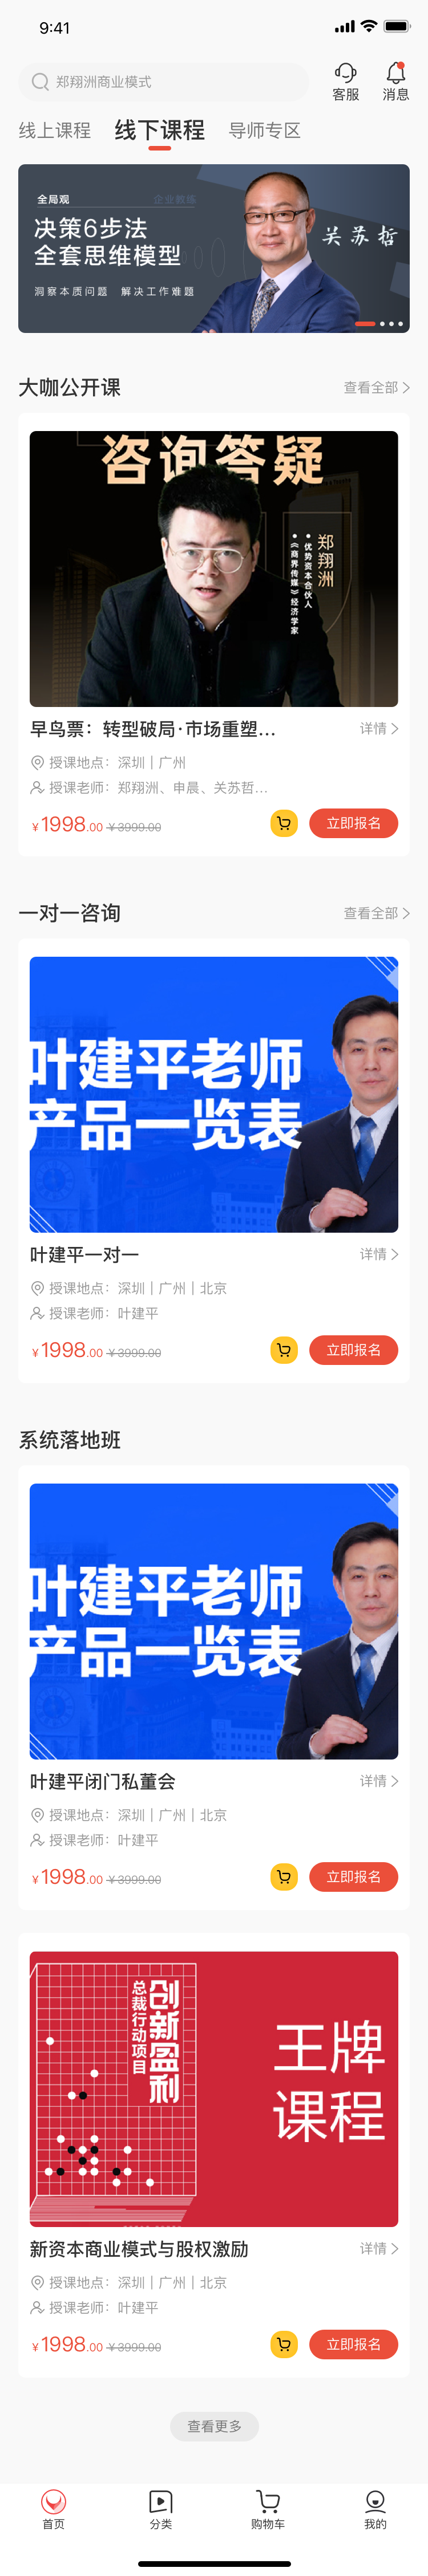 9:41
郑翔洲商业模式
客服
消息
线上课程
线下课程
导师专区
全局观
企业教练
决策6步法
全套思维模型
洞察本质问题 解决工作难题
关苏哲
大咖公开课
查看全部
咨询答疑
郑翔洲
•优势资本合伙人
•《商界传媒》经济学家
早鸟票：转型破局·市场重塑...
详情
授课地点：深圳｜广州
授课老师：郑翔洲、申晨、关苏哲...
¥1998.00 ¥3999.00
立即报名
一对一咨询
查看全部
叶建平老师
产品一览表
叶建平一对一
详情
授课地点：深圳｜广州｜北京
授课老师：叶建平
¥1998.00 ¥3999.00
立即报名
系统落地班
叶建平老师
产品一览表
叶建平闭门私董会
详情
授课地点：深圳｜广州｜北京
授课老师：叶建平
¥1998.00 ¥3999.00
立即报名
创新盈利
总裁行动项目
王牌
课程
新资本商业模式与股权激励
详情
授课地点：深圳｜广州｜北京
授课老师：叶建平
¥1998.00 ¥3999.00
立即报名
查看更多
首页
分类
购物车
我的